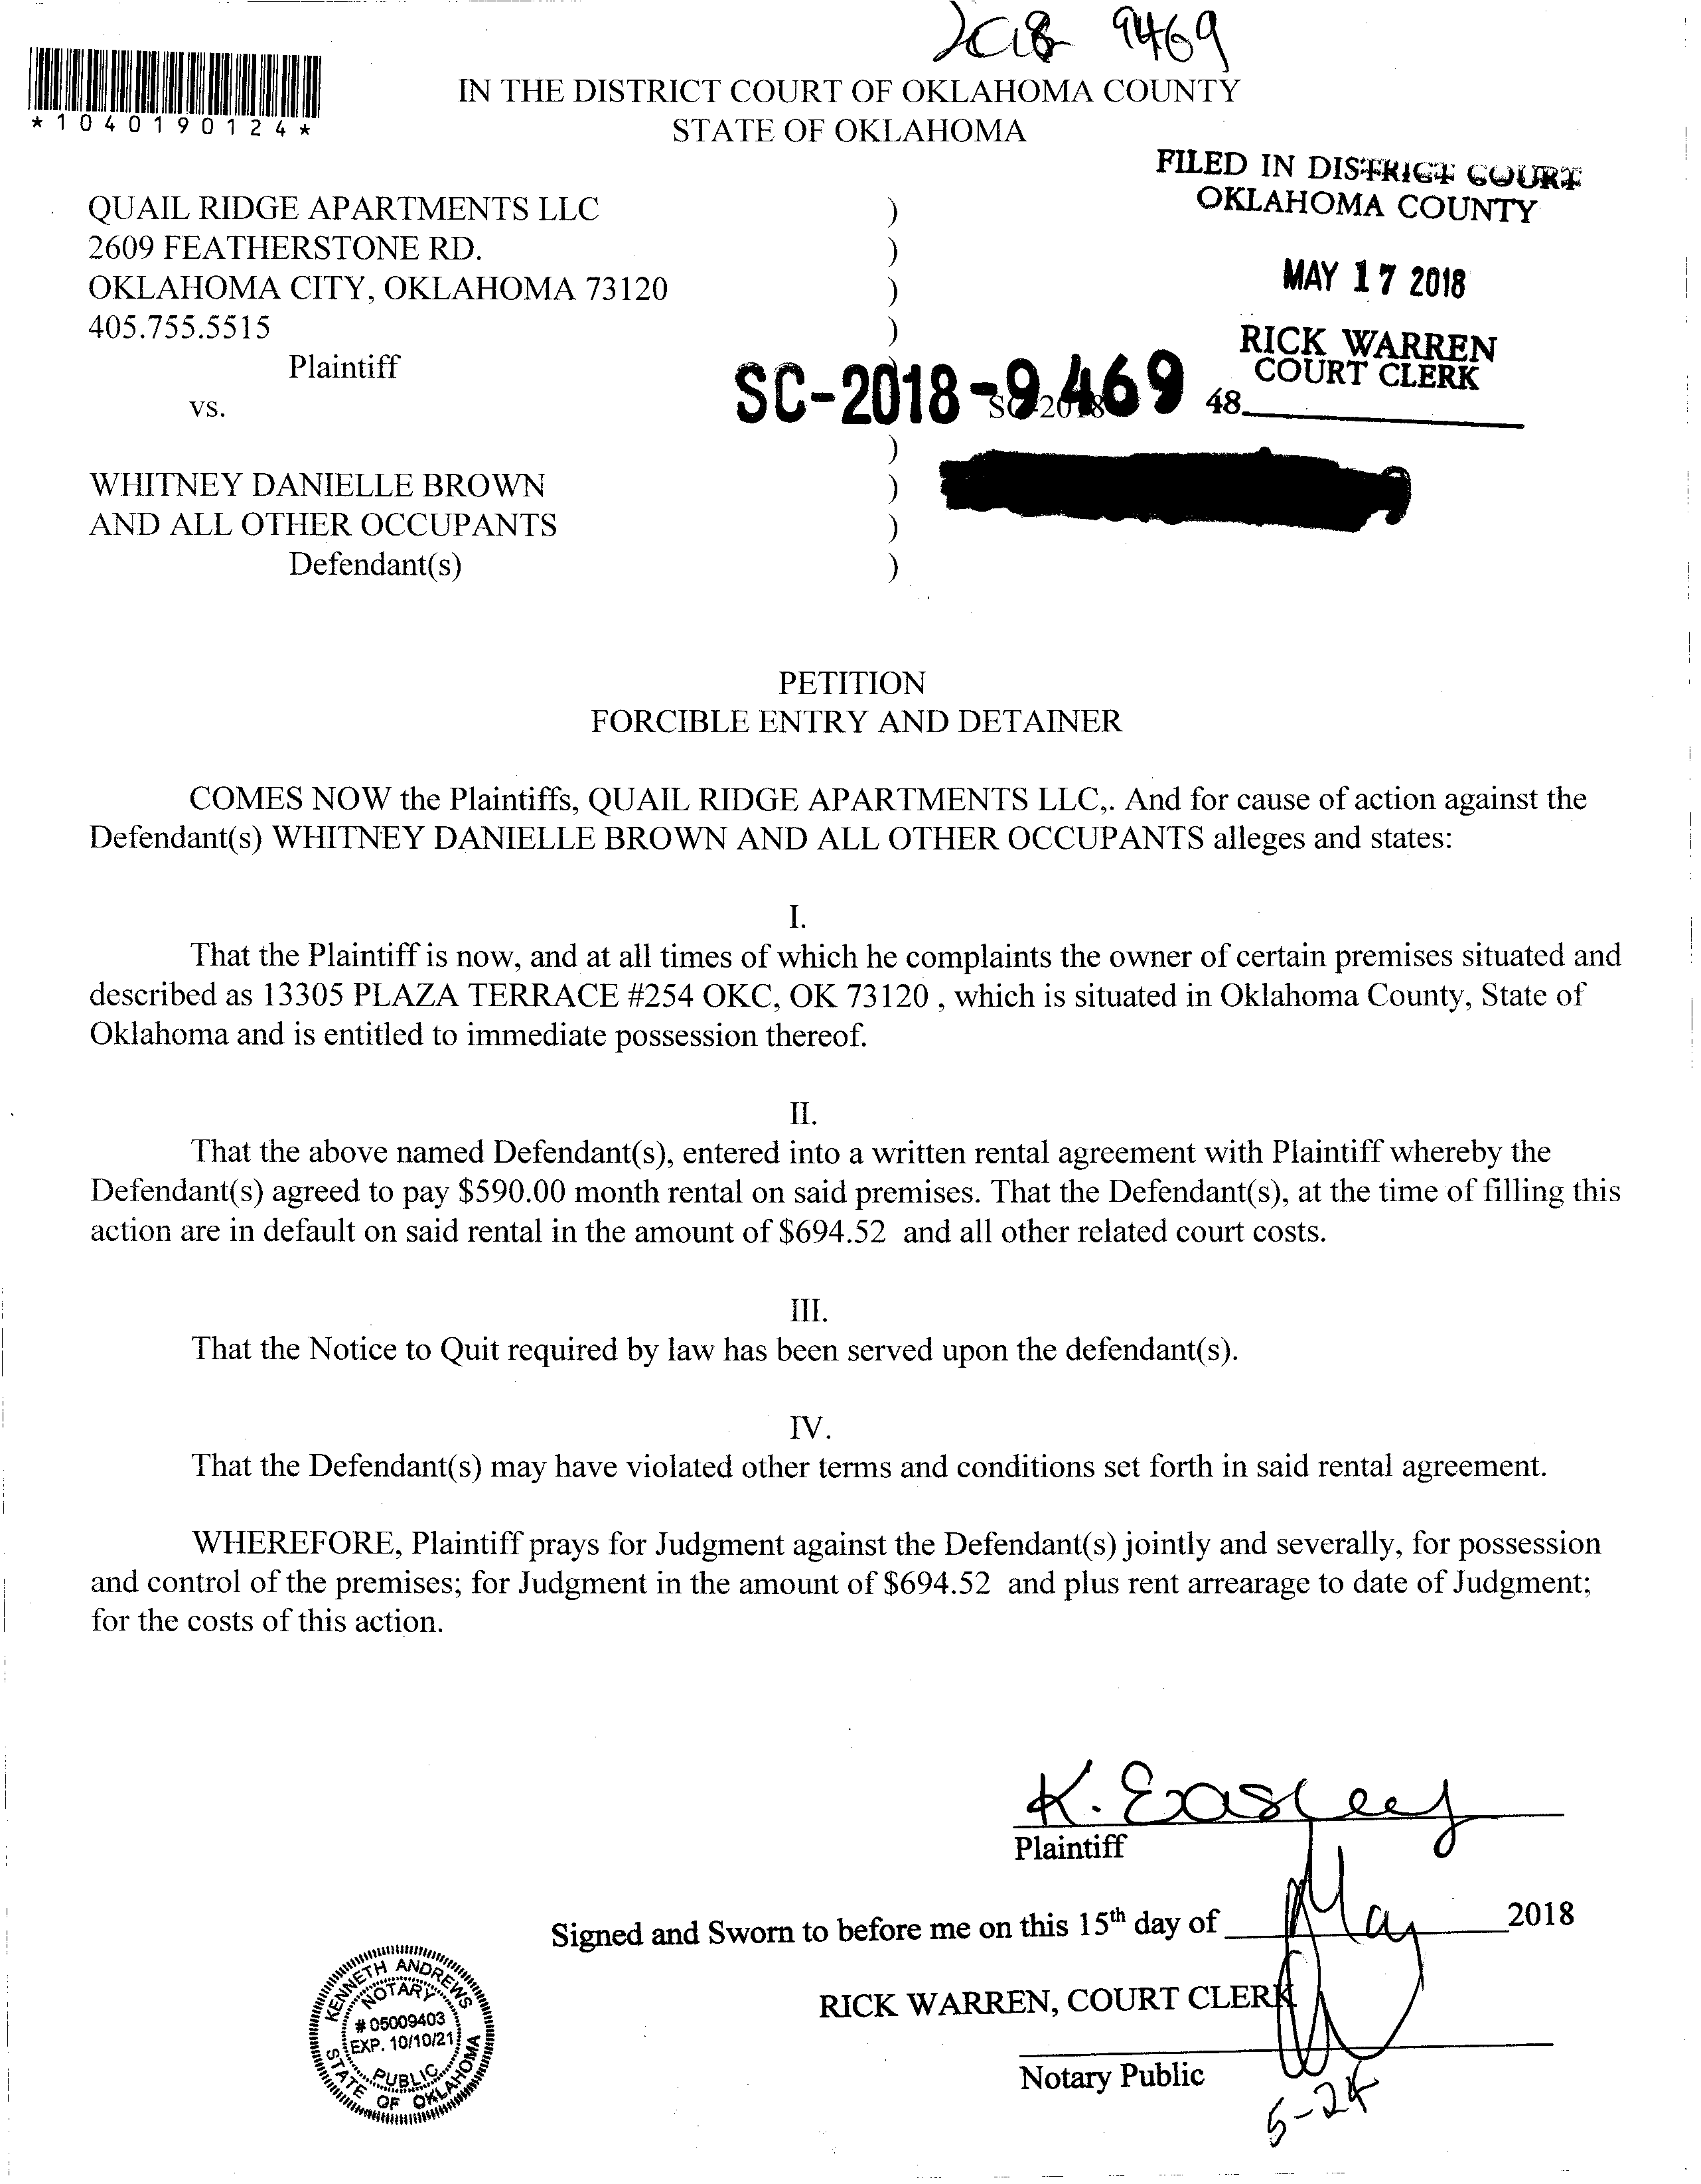 2018 9469
*1040190124*
IN THE DISTRICT COURT OF OKLAHOMA COUNTY
STATE OF OKLAHOMA
FILED IN DISTRICT COURT
OKLAHOMA COUNTY
MAY 17 2018
RICK WARREN
COURT CLERK
48
QUAIL RIDGE APARTMENTS LLC )
2609 FEATHERSTONE RD. )
OKLAHOMA CITY, OKLAHOMA 73120 )
405.755.5515 )
Plaintiff
vs.
SC-2018-9469
SC-2018
)
WHITNEY DANIELLE BROWN )
AND ALL OTHER OCCUPANTS )
Defendant(s) )
PETITION
FORCIBLE ENTRY AND DETAINER
COMES NOW the Plaintiffs, QUAIL RIDGE APARTMENTS LLC,. And for cause of action against the
Defendant(s) WHITNEY DANIELLE BROWN AND ALL OTHER OCCUPANTS alleges and states:
I.
That the Plaintiff is now, and at all times of which he complaints the owner of certain premises situated and
described as 13305 PLAZA TERRACE #254 OKC, OK 73120 , which is situated in Oklahoma County, State of
Oklahoma and is entitled to immediate possession thereof.
II.
That the above named Defendant(s), entered into a written rental agreement with Plaintiff whereby the
Defendant(s) agreed to pay $590.00 month rental on said premises. That the Defendant(s), at the time of filling this
action are in default on said rental in the amount of $694.52 and all other related court costs.
III.
That the Notice to Quit required by law has been served upon the defendant(s).
IV.
That the Defendant(s) may have violated other terms and conditions set forth in said rental agreement.
WHEREFORE, Plaintiff prays for Judgment against the Defendant(s) jointly and severally, for possession
and control of the premises; for Judgment in the amount of $694.52 and plus rent arrearage to date of Judgment;
for the costs of this action.
K. Easley
Plaintiff
Signed and Sworn to before me on this 15th day of May 2018
RICK WARREN, COURT CLERK
Notary Public
5-24
KENNETH ANDREWS
NOTARY
# 05009403
EXP. 10/10/21
PUBLIC
STATE OF OKLAHOMA